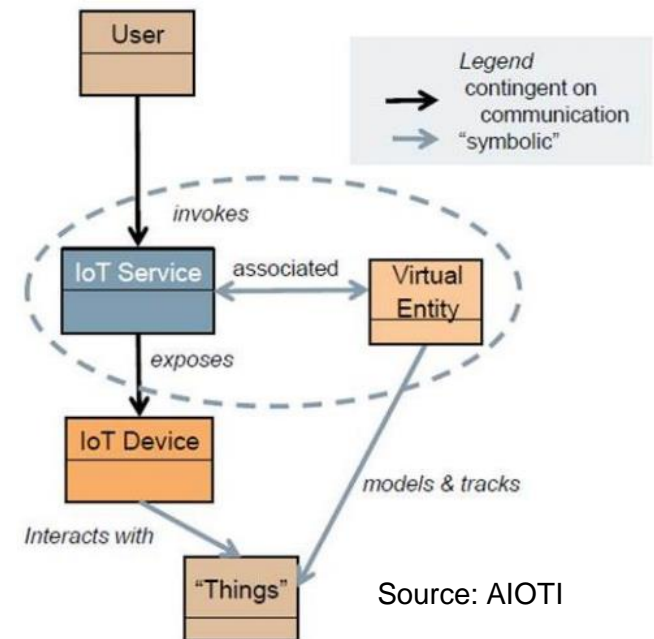 User
Legend
contingent on
communication
“symbolic”
invokes
IoT Service
associated
Virtual
Entity
exposes
IoT Device
models & tracks
Interacts with
“Things”
Source: AIOTI